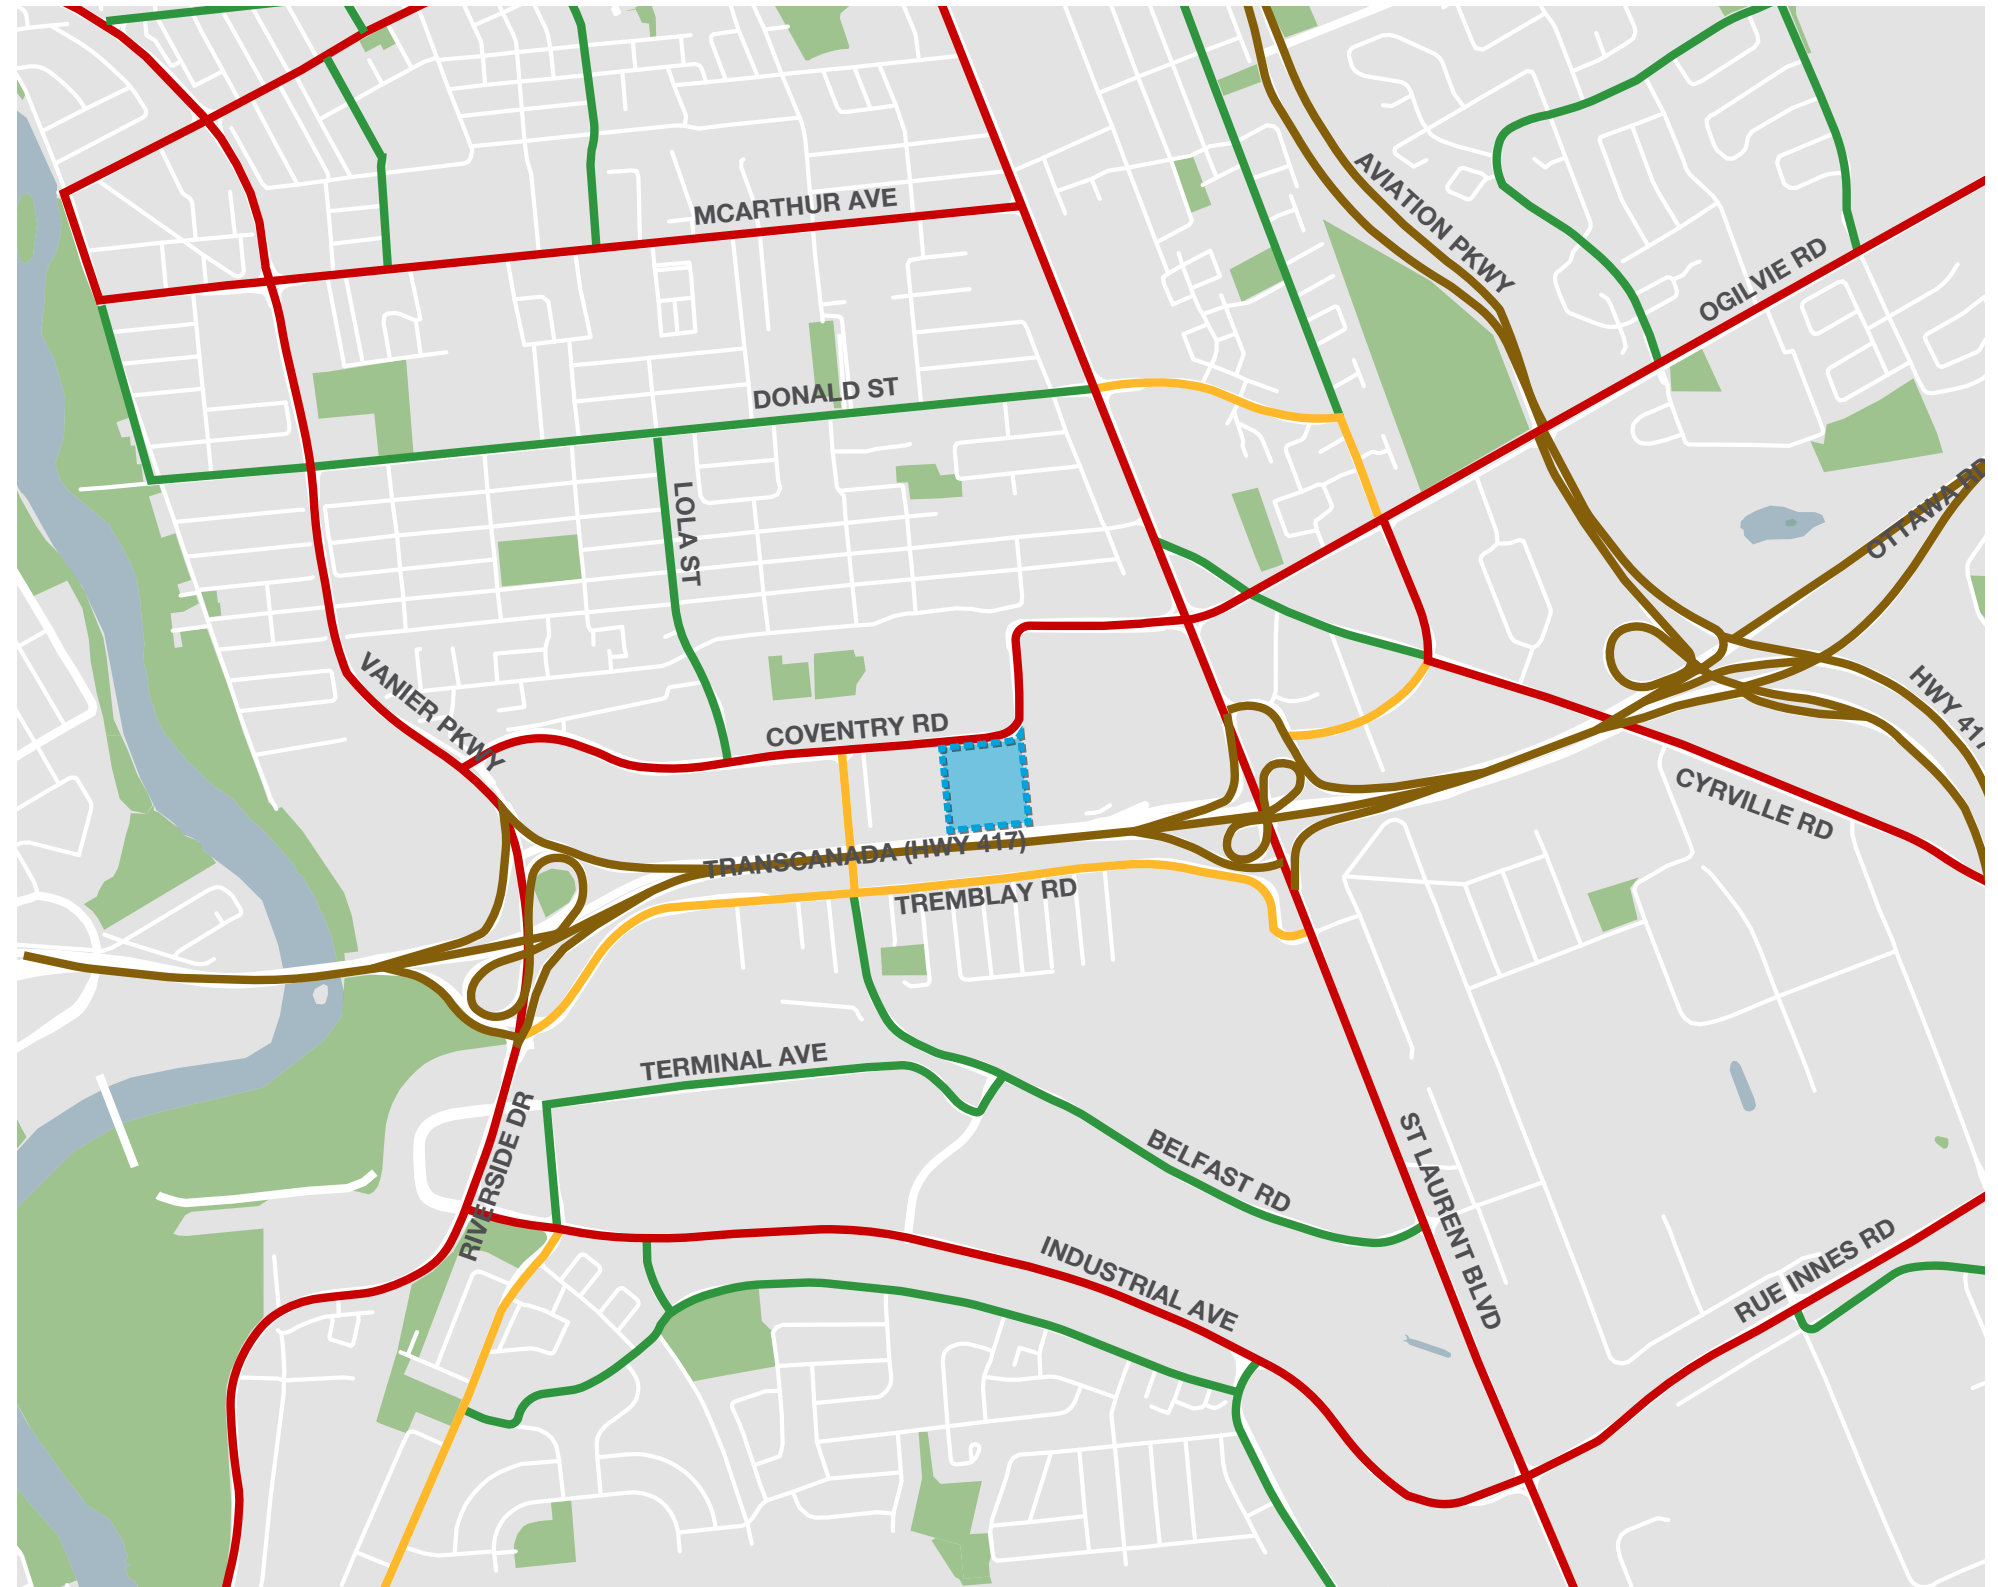 AVIATION PKWY
MCARTHUR AVE
OGILVIE RD
DONALD ST
LOLA ST
OTTAWA RD
VANIER PKWY
COVENTRY RD
HWY 417
CYRVILLE RD
TRANSCANADA (HWY 417)
TREMBLAY RD
TERMINAL AVE
RIVERSIDE DR
BELFAST RD
ST LAURENT BLVD
INDUSTRIAL AVE
RUE INNES RD